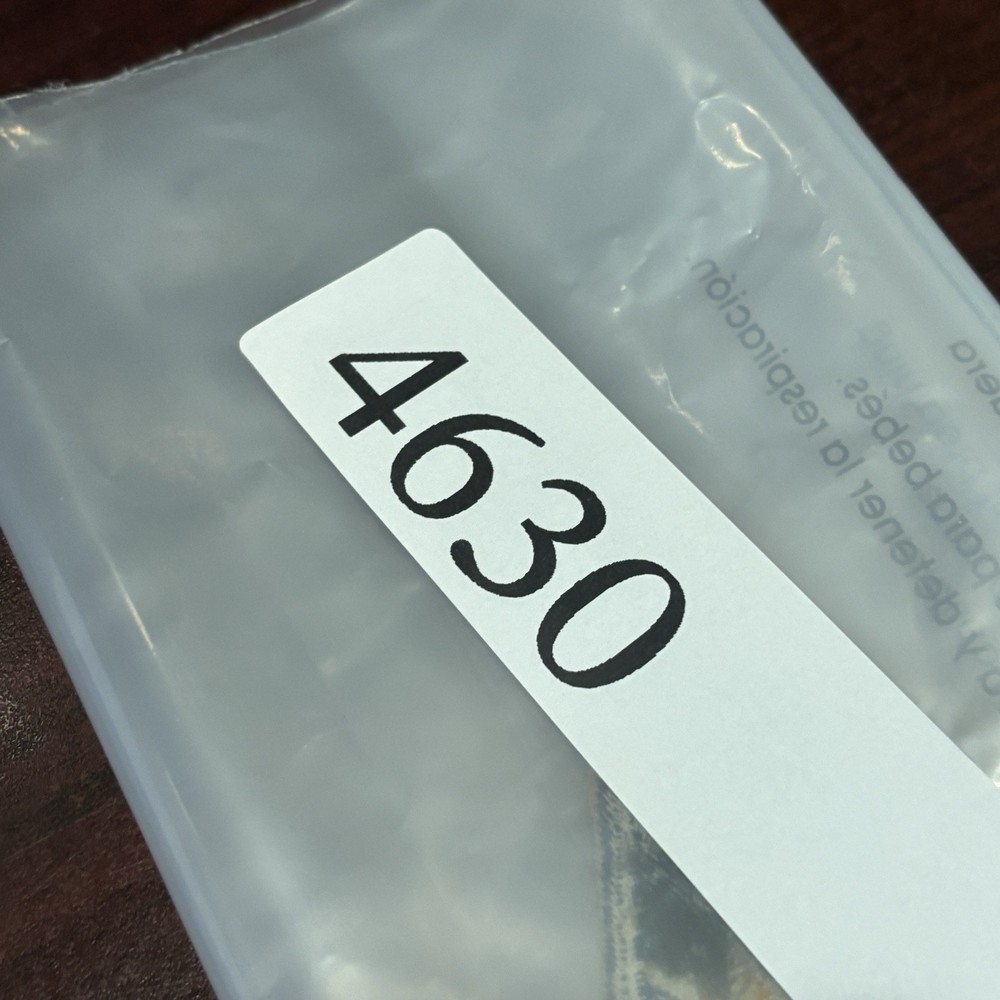 4630
para bebés.
y detener la respiración.